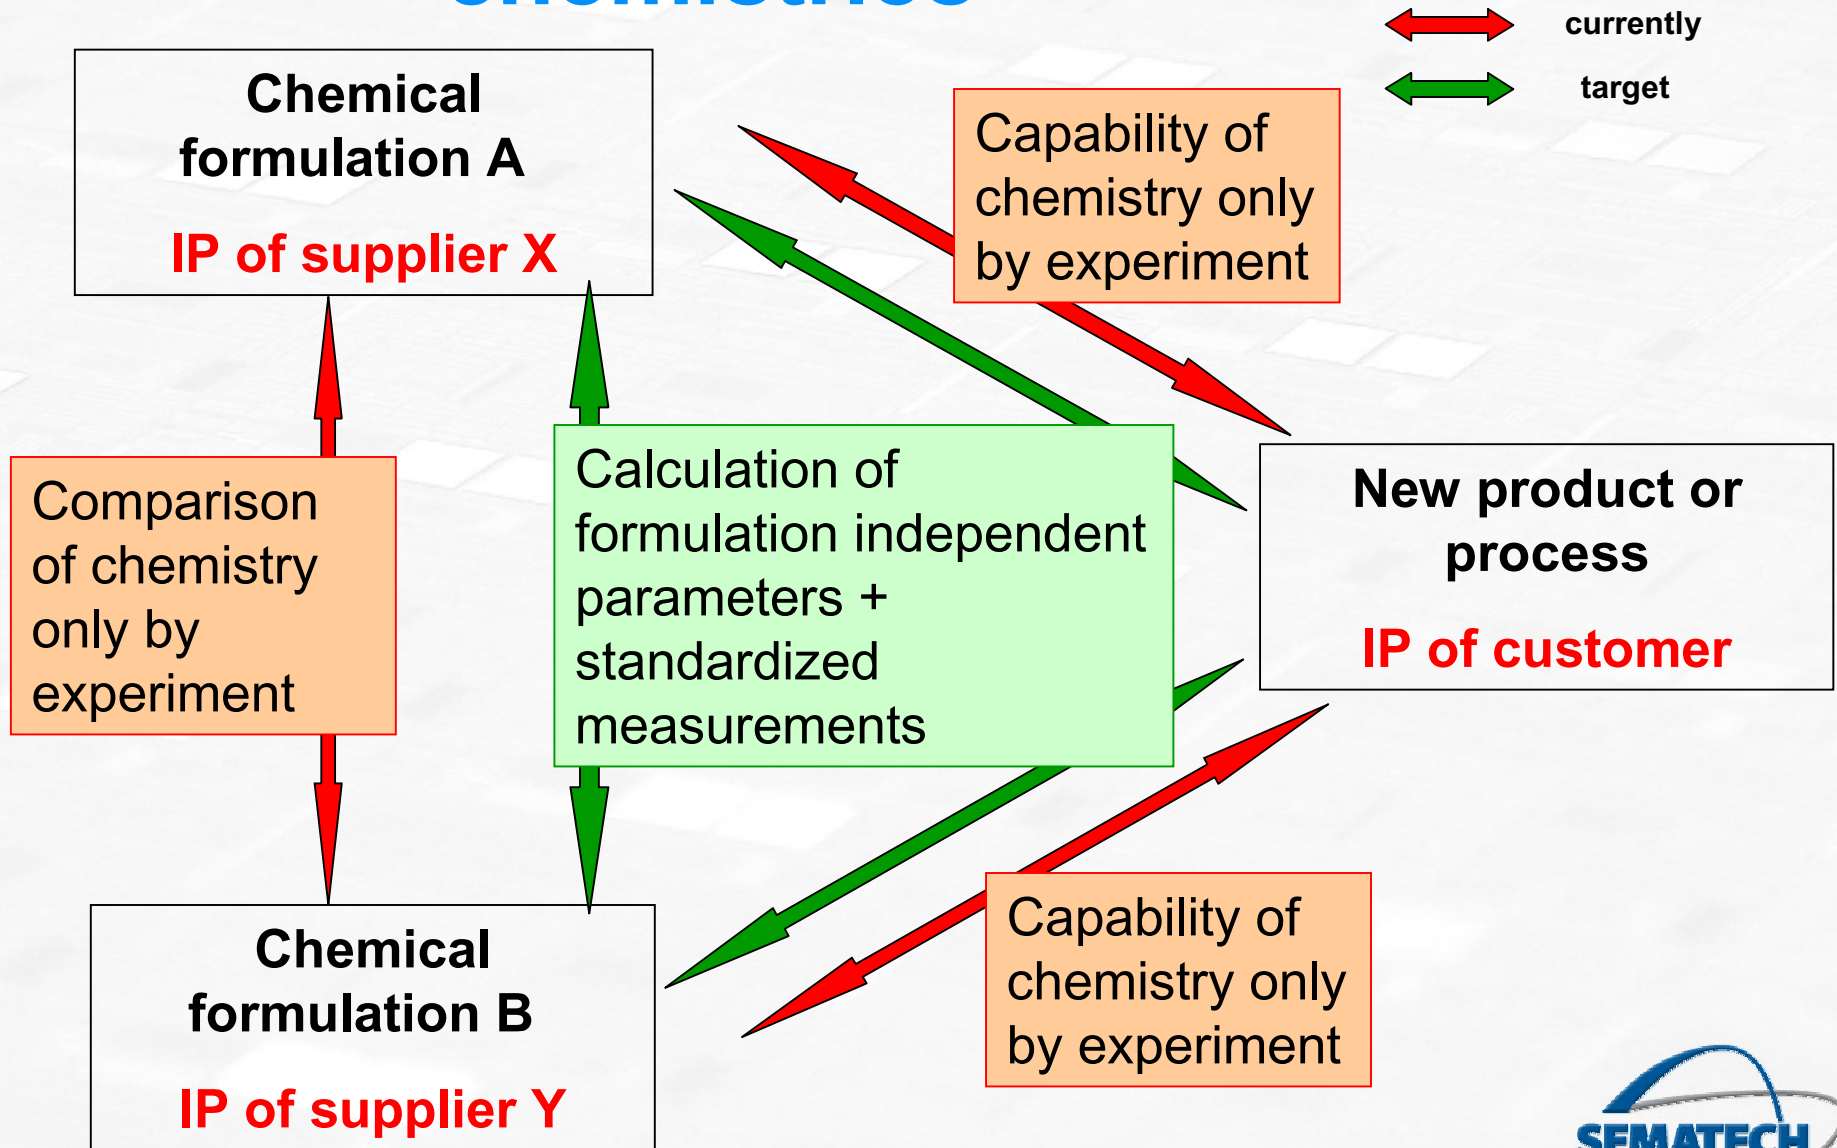 currently
target
Chemical
formulation A
IP of supplier X
Capability of
chemistry only
by experiment
Comparison
of chemistry
only by
experiment
Calculation of
formulation independent
parameters +
standardized
measurements
New product or
process
IP of customer
Chemical
formulation B
IP of supplier Y
Capability of
chemistry only
by experiment
SEMATECH